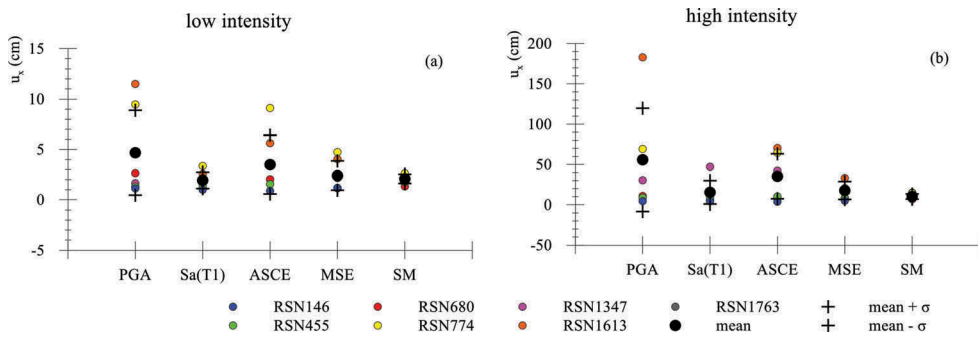 low intensity
high intensity
uₓ (cm)
(a)
15
10
5
0
-5
PGA Sa(T1) ASCE MSE SM
uₓ (cm)
(b)
200
150
100
50
0
-50
PGA Sa(T1) ASCE MSE SM
RSN146 RSN680 RSN1347 RSN1763 mean + σ
RSN455 RSN774 RSN1613 mean mean - σ